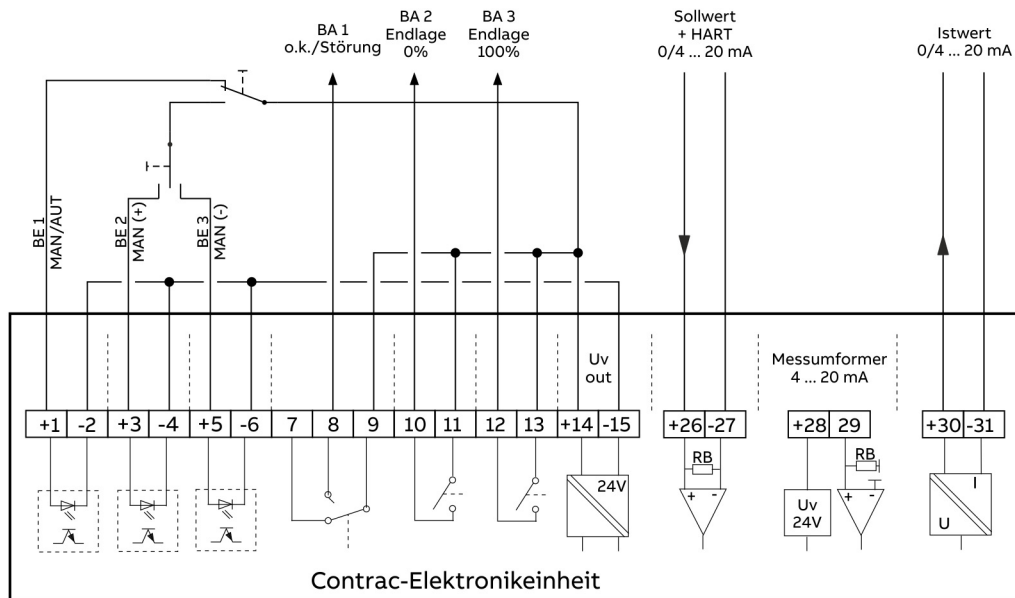 BA 1
o.k./Störung
BA 2
Endlage
0%
BA 3
Endlage
100%
Sollwert
+ HART
0/4 ... 20 mA
Istwert
0/4 ... 20 mA
BE 1
MAN/AUT
BE 2
MAN (+)
BE 3
MAN (-)
Uv
out
Messumformer
4 ... 20 mA
+1 -2 +3 -4 +5 -6 7 8 9 10 11 12 13 +14 -15 +26 -27 +28 29 +30 -31
RB
RB
24V
+ -
Uv
24V
+ -
I
U
Contrac-Elektronikeinheit